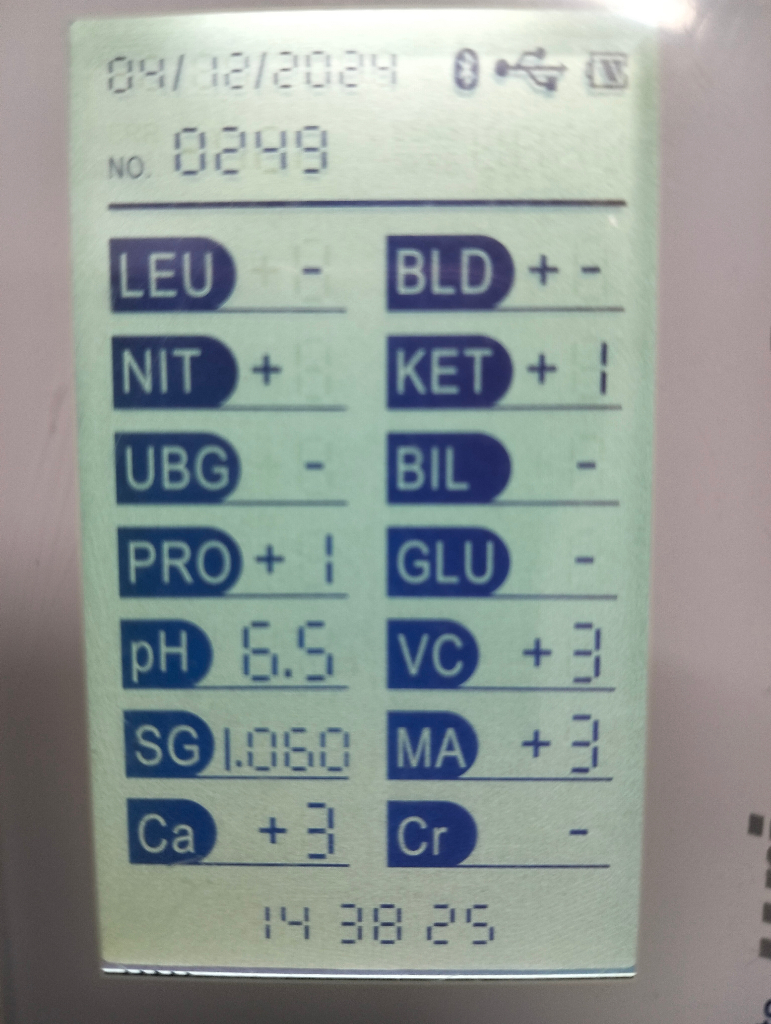 04/12/2024
NO. 0249
LEU - BLD + -
NIT + KET + 1
UBG - BIL -
PRO + 1 GLU -
pH 6.5 VC + 3
SG 1.060 MA + 3
Ca + 3 Cr -
14 38 25